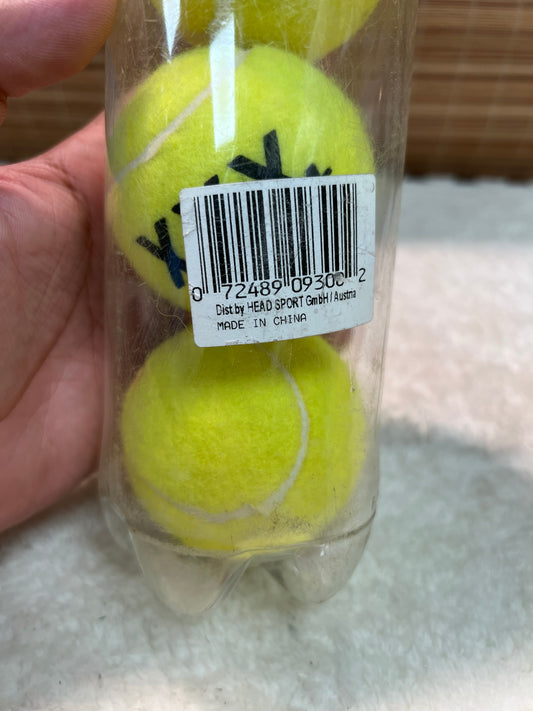 0 72489 09300 2
Dist.by HEAD SPORT GmbH / Austria
MADE IN CHINA